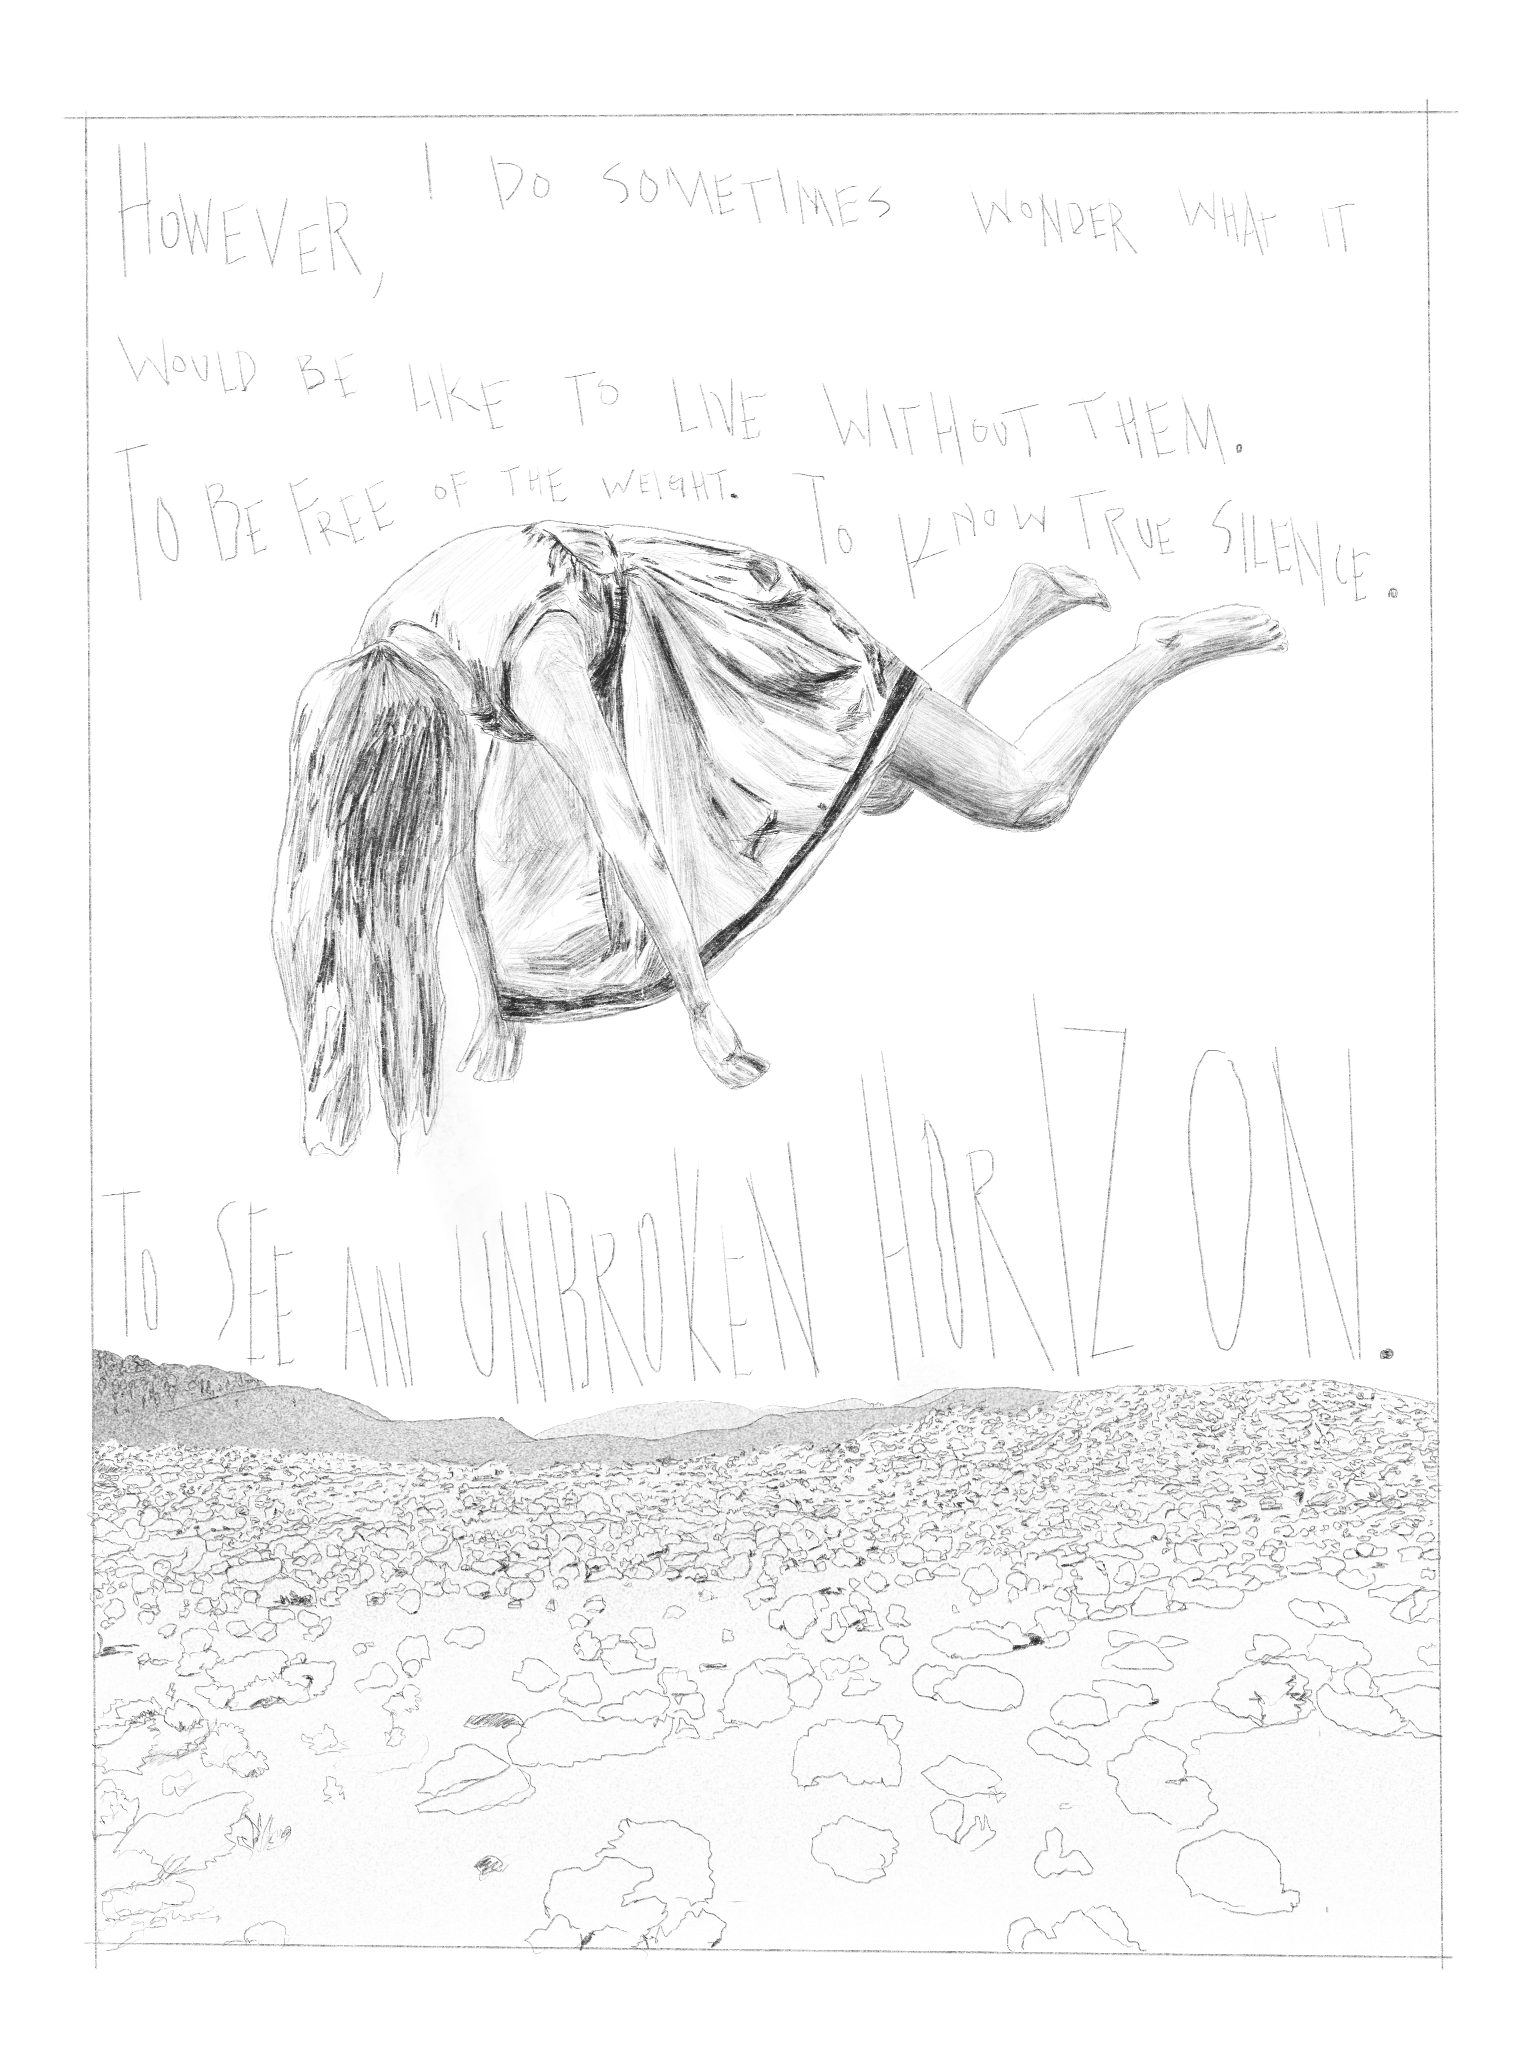 However, I DO SOMETIMES WONDER WHAT IT
WOULD BE LIKE TO LIVE WITHOUT THEM.
TO BE FREE OF THE WEIGHT. TO KNOW TRUE SILENCE.
TO SEE AN UNBROKEN HORIZON.